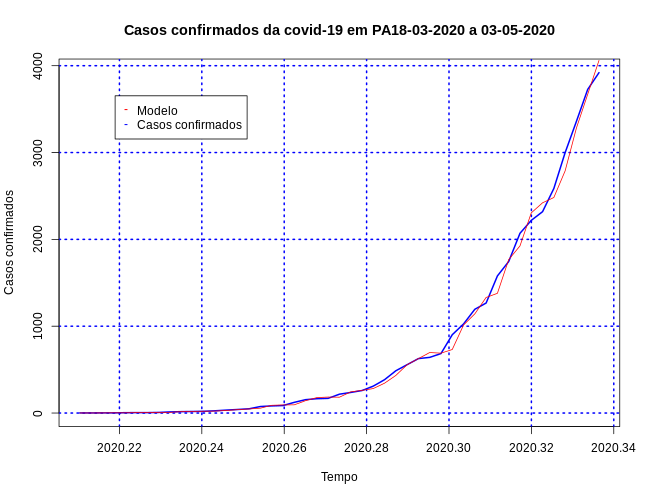 Casos confirmados da covid-19 em PA18-03-2020 a 03-05-2020
4000
3000
2000
1000
0
Casos confirmados
- Modelo
- Casos confirmados
2020.22 2020.24 2020.26 2020.28 2020.30 2020.32 2020.34
Tempo